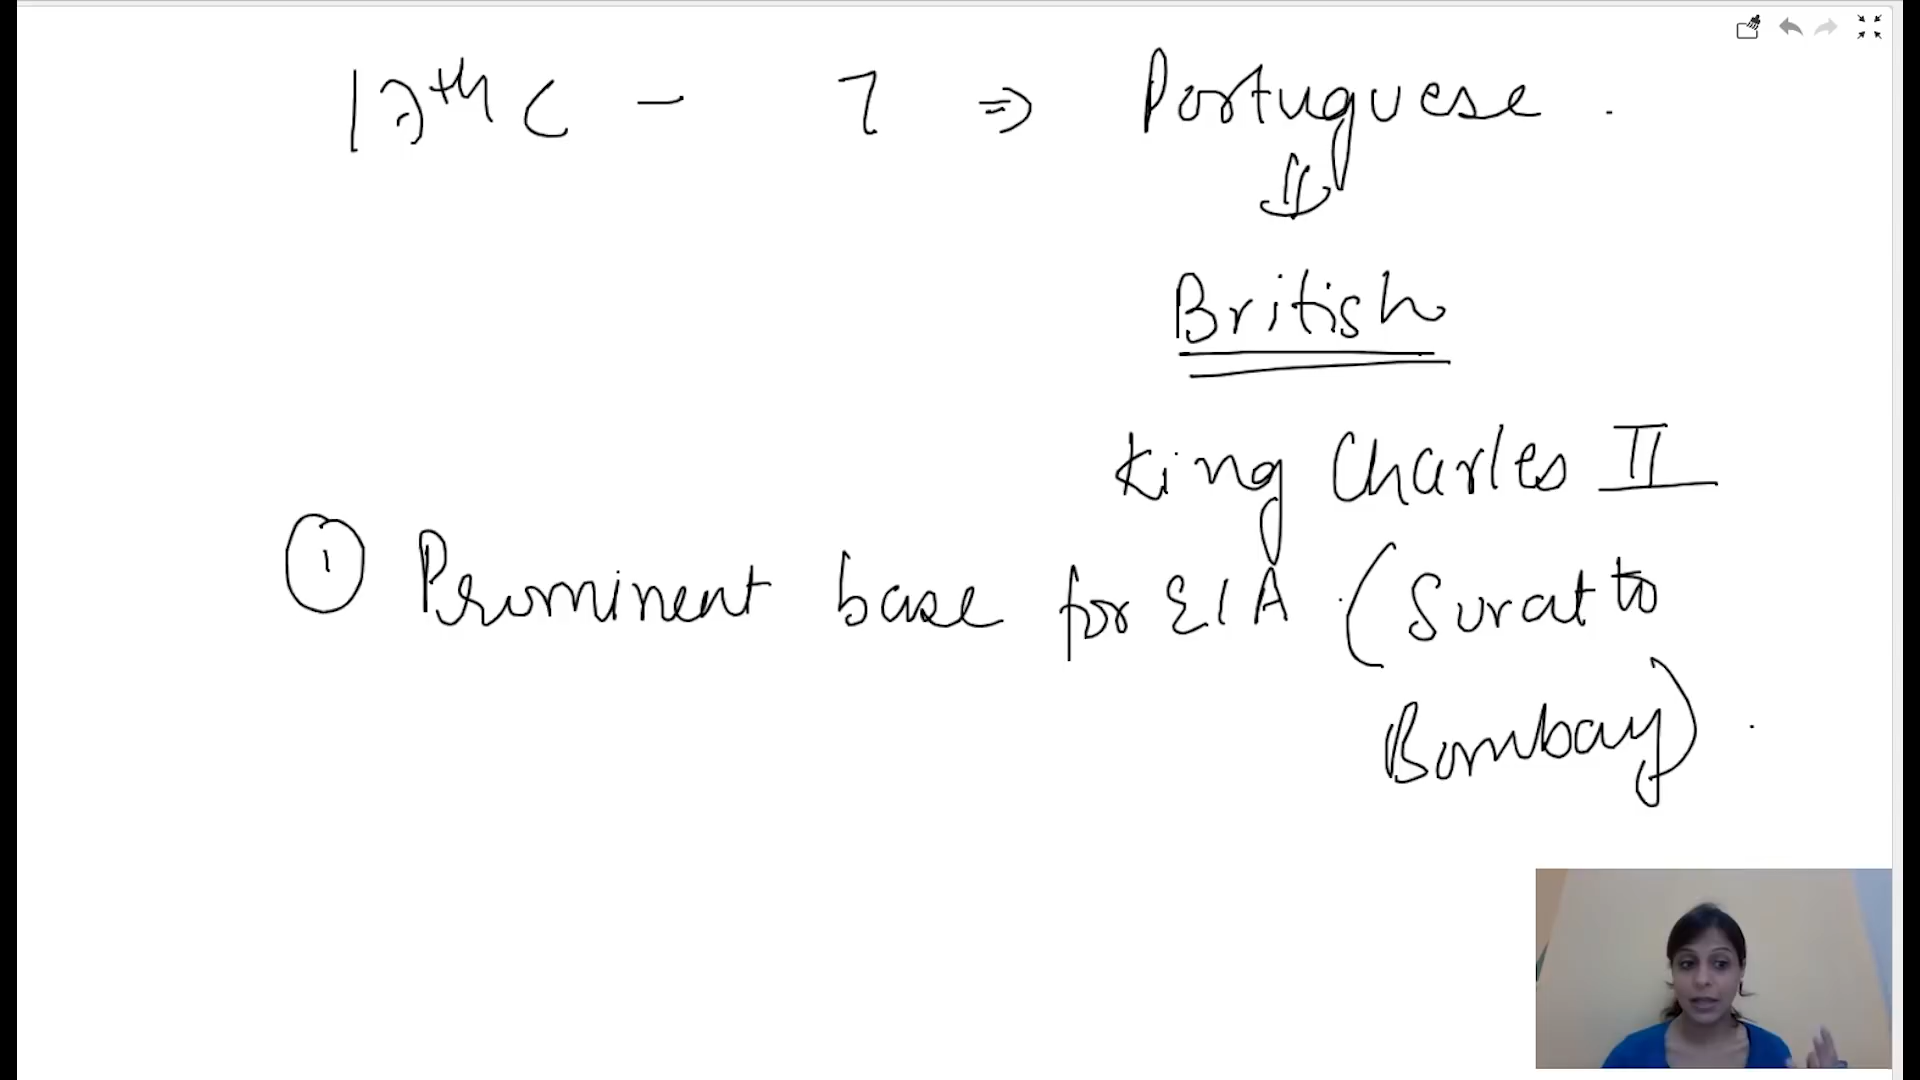 17th C - 7 ⇒ Portuguese.
⇓
British
King Charles II
① Prominent base for EIA (Surat to
Bombay).